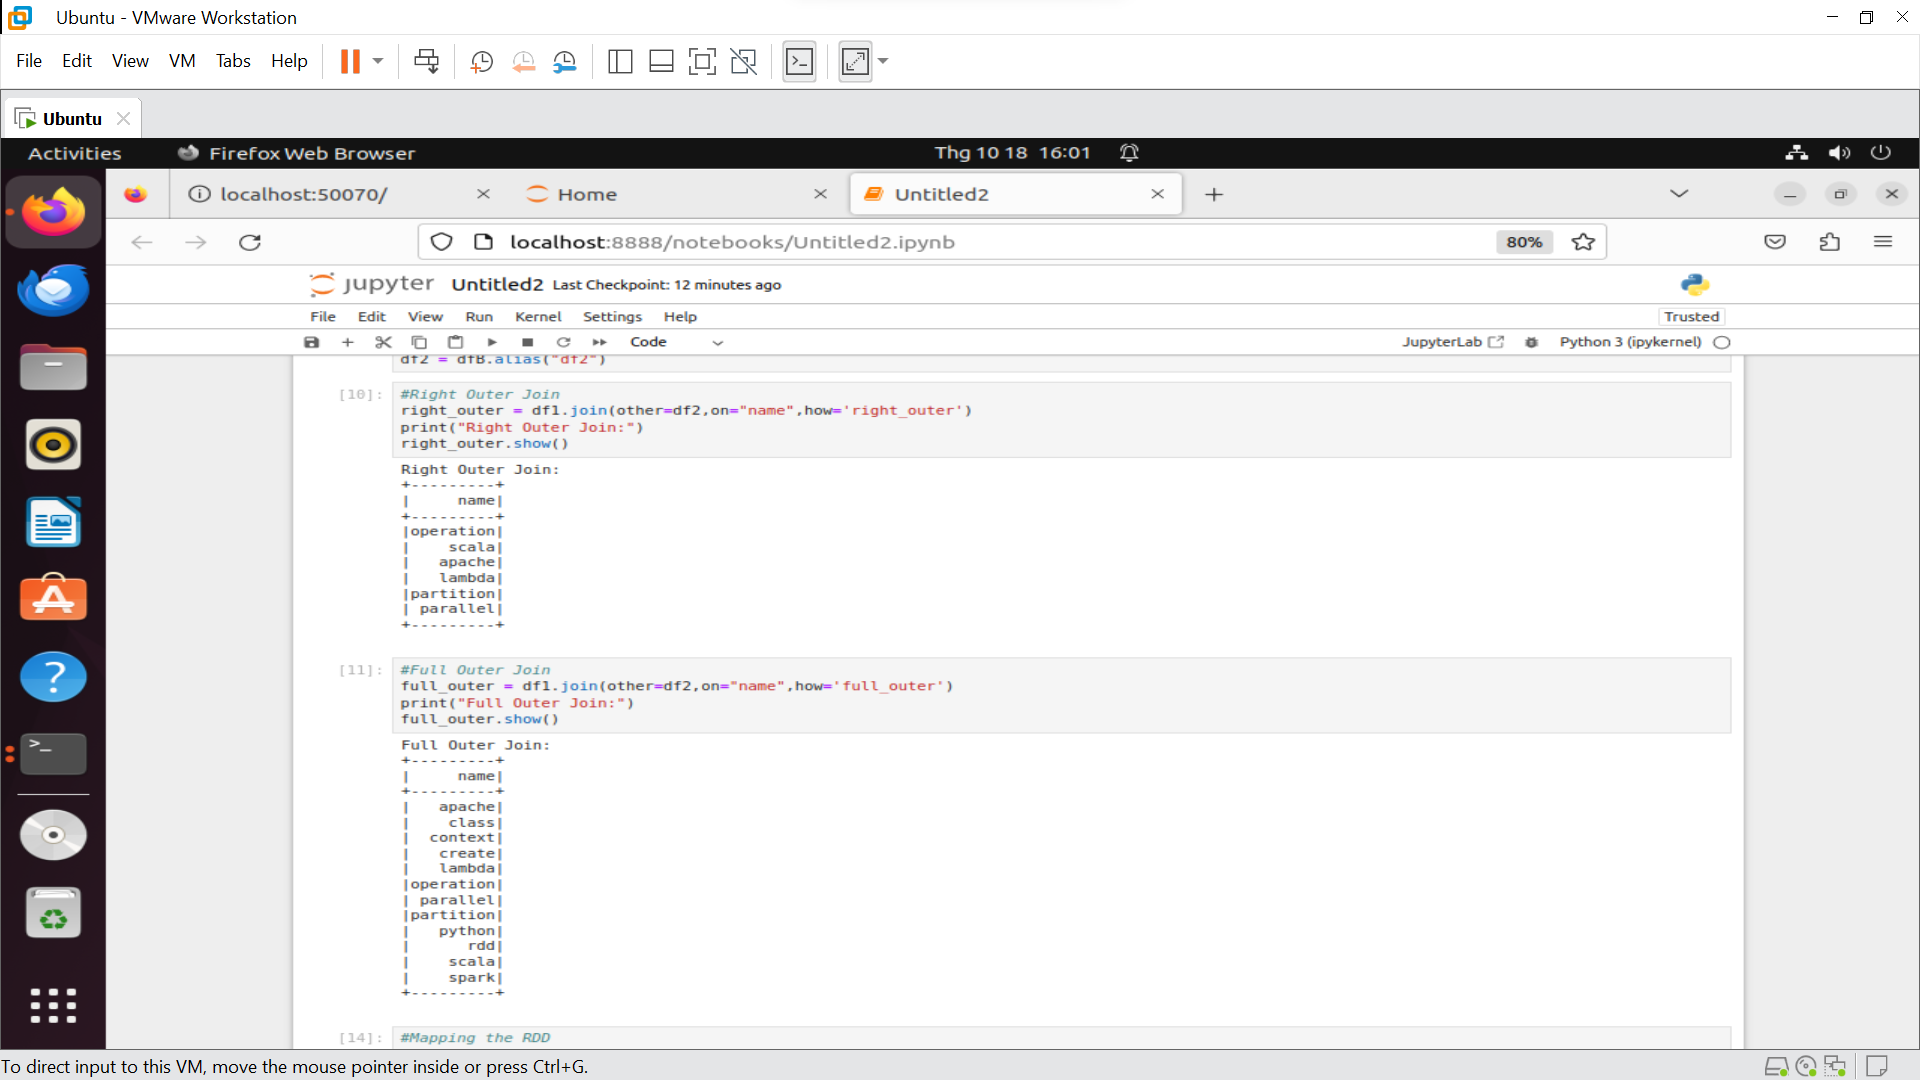 Ubuntu - VMware Workstation
File Edit View VM Tabs Help
Ubuntu
Activities Firefox Web Browser Thg 10 18 16:01
localhost:50070/ Home Untitled2
localhost:8888/notebooks/Untitled2.ipynb 80%
jupyter Untitled2 Last Checkpoint: 12 minutes ago
File Edit View Run Kernel Settings Help Trusted
Code JupyterLab Python 3 (ipykernel)
df2 = dfB.alias("df2")
[10]: #Right Outer Join
right_outer = df1.join(other=df2,on="name",how='right_outer')
print("Right Outer Join:")
right_outer.show()
Right Outer Join:
+---------+
|     name|
+---------+
|operation|
|    scala|
|   apache|
|   lambda|
|partition|
| parallel|
+---------+
[11]: #Full Outer Join
full_outer = df1.join(other=df2,on="name",how='full_outer')
print("Full Outer Join:")
full_outer.show()
Full Outer Join:
+---------+
|     name|
+---------+
|   apache|
|    class|
|  context|
|   create|
|   lambda|
|operation|
| parallel|
|partition|
|   python|
|      rdd|
|    scala|
|    spark|
+---------+
[14]: #Mapping the RDD
To direct input to this VM, move the mouse pointer inside or press Ctrl+G.